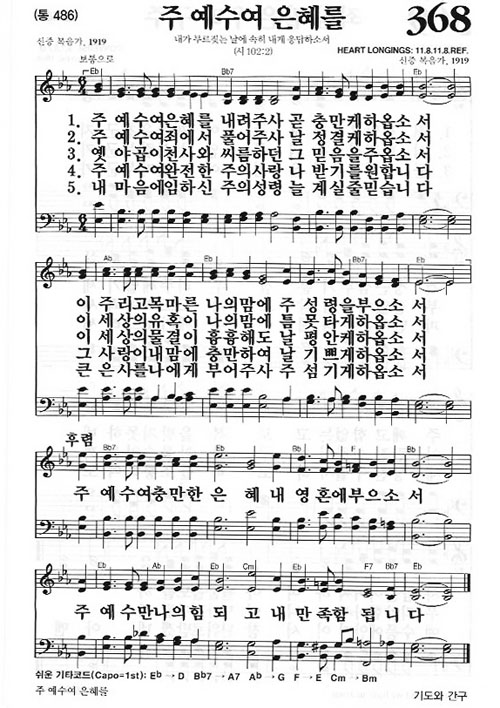 (통 486)
주 예수여 은혜를
368
내가 부르짖는 날에 속히 내게 응답하소서
(시 102:2)
신증 복음가, 1919
HEART LONGINGS: 11.8.11.8.REF.
신증 복음가, 1919
보통으로
Eb Bb7 Eb
1. 주 예수여은혜를 내려주사 곧 충만케하옵소 서
2. 주 예수여죄에서 풀어주사 날 정결케하옵소 서
3. 옛 야곱이천사와 씨름하던 그 믿음을주옵소 서
4. 주 예수여완전한 주의사랑 나 받기를원합니 다
5. 내 마음에임하신 주의성령 늘 계실줄믿습니 다
Ab Eb Bb7 Eb
이 주리고목마른 나의맘에 주 성령을부으소 서
이 세상의유혹이 나의맘에 틈 못타게하옵소 서
이 세상의물결이 흉흉해도 날 평안케하옵소 서
그 사랑이내맘에 충만하여 날 기쁘게하옵소 서
큰 은사를나에게 부어주사 주 섬기게하옵소 서
후렴
Bb7 Eb Bb7 F Bb7
주 예수여충만한 은 혜 내 영혼에부으소 서
Eb Ab Cm Eb F7 Bb7 Eb
주 예수만나의힘 되 고 내 만족함 됩니 다
쉬운 기타코드(Capo=1st): Eb→D Bb7→A7 Ab→G F→E Cm→Bm
주 예수여 은혜를
기도와 간구